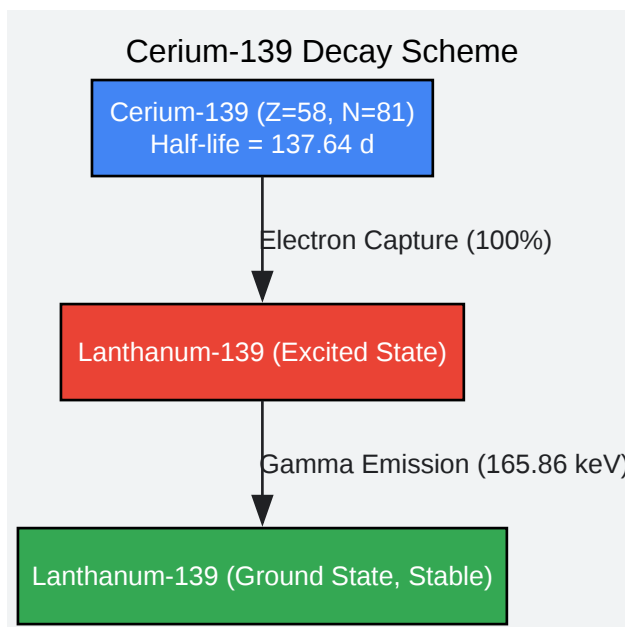 Cerium-139 Decay Scheme
Cerium-139 (Z=58, N=81)
Half-life = 137.64 d
Electron Capture (100%)
Lanthanum-139 (Excited State)
Gamma Emission (165.86 keV)
Lanthanum-139 (Ground State, Stable)